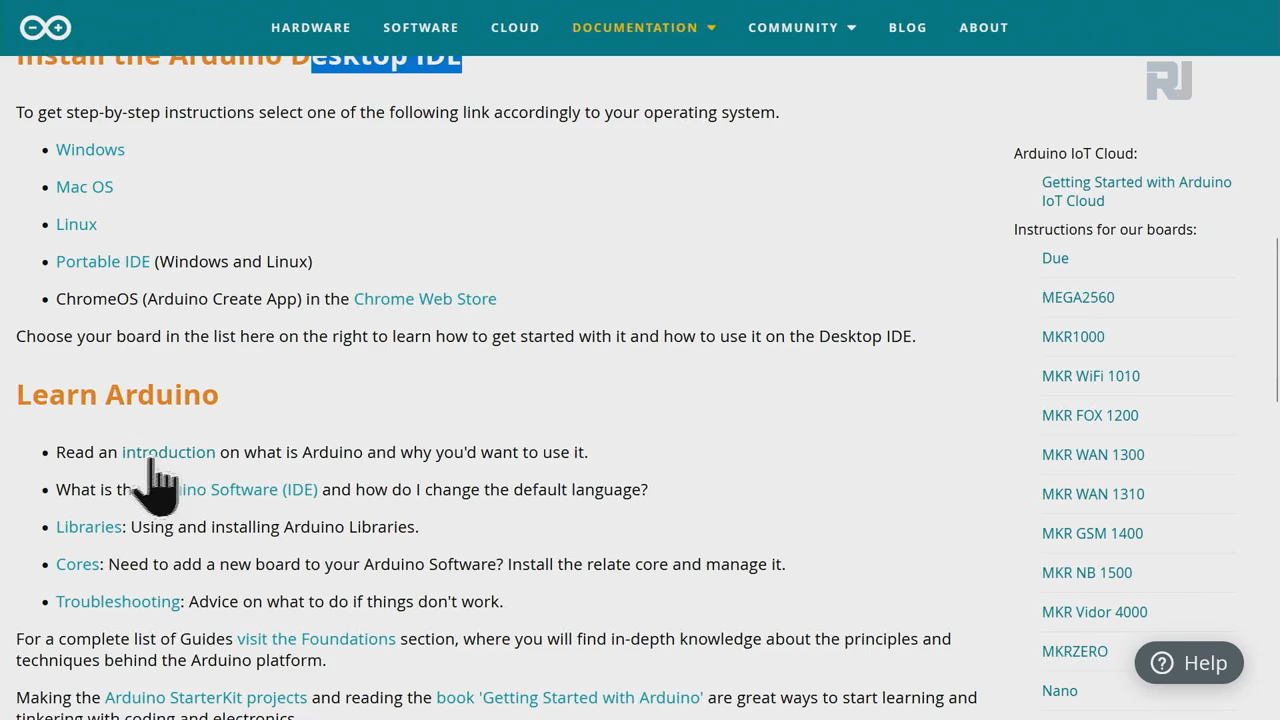 HARDWARE SOFTWARE CLOUD DOCUMENTATION COMMUNITY BLOG ABOUT
Install the Arduino Desktop IDE
RJ
To get step-by-step instructions select one of the following link accordingly to your operating system.
• Windows
• Mac OS
• Linux
• Portable IDE (Windows and Linux)
• ChromeOS (Arduino Create App) in the Chrome Web Store
Choose your board in the list here on the right to learn how to get started with it and how to use it on the Desktop IDE.
Learn Arduino
• Read an introduction on what is Arduino and why you'd want to use it.
• What is the Arduino Software (IDE) and how do I change the default language?
• Libraries: Using and installing Arduino Libraries.
• Cores: Need to add a new board to your Arduino Software? Install the relate core and manage it.
• Troubleshooting: Advice on what to do if things don't work.
For a complete list of Guides visit the Foundations section, where you will find in-depth knowledge about the principles and
techniques behind the Arduino platform.
Making the Arduino StarterKit projects and reading the book 'Getting Started with Arduino' are great ways to start learning and
tinkering with coding and electronics.
Arduino IoT Cloud:
Getting Started with Arduino
IoT Cloud
Instructions for our boards:
Due
MEGA2560
MKR1000
MKR WiFi 1010
MKR FOX 1200
MKR WAN 1300
MKR WAN 1310
MKR GSM 1400
MKR NB 1500
MKR Vidor 4000
MKRZERO
Nano
Help